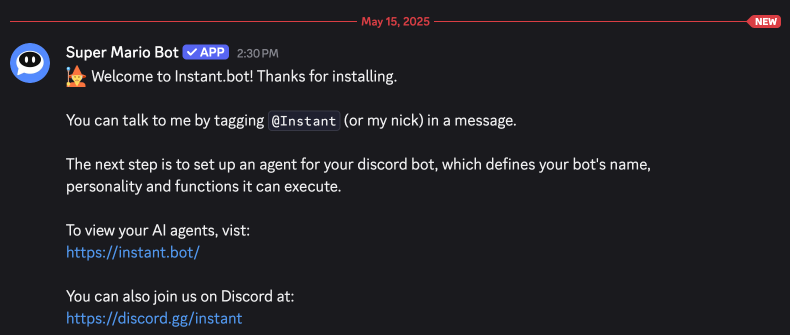 May 15, 2025
NEW
Super Mario Bot ✓ APP 2:30 PM
Welcome to Instant.bot! Thanks for installing.
You can talk to me by tagging @Instant (or my nick) in a message.
The next step is to set up an agent for your discord bot, which defines your bot's name,
personality and functions it can execute.
To view your AI agents, vist:
https://instant.bot/
You can also join us on Discord at:
https://discord.gg/instant